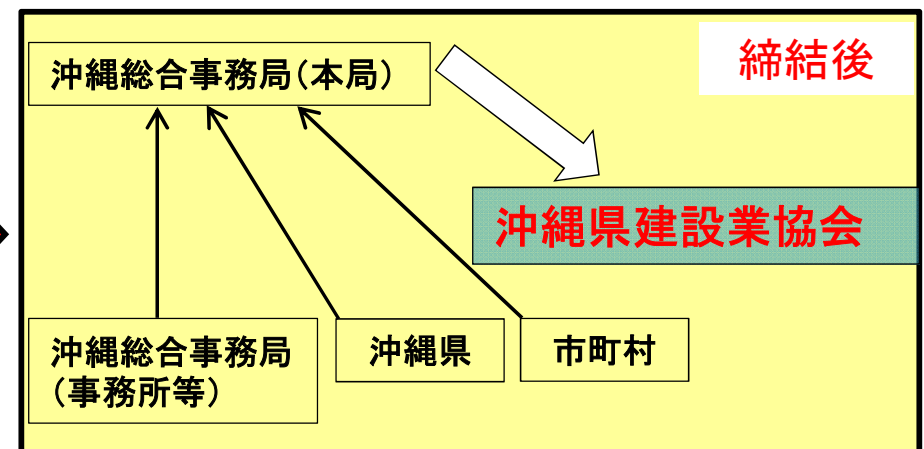 沖縄総合事務局(本局)
締結後
沖縄県建設業協会
沖縄総合事務局
(事務所等)
沖縄県
市町村